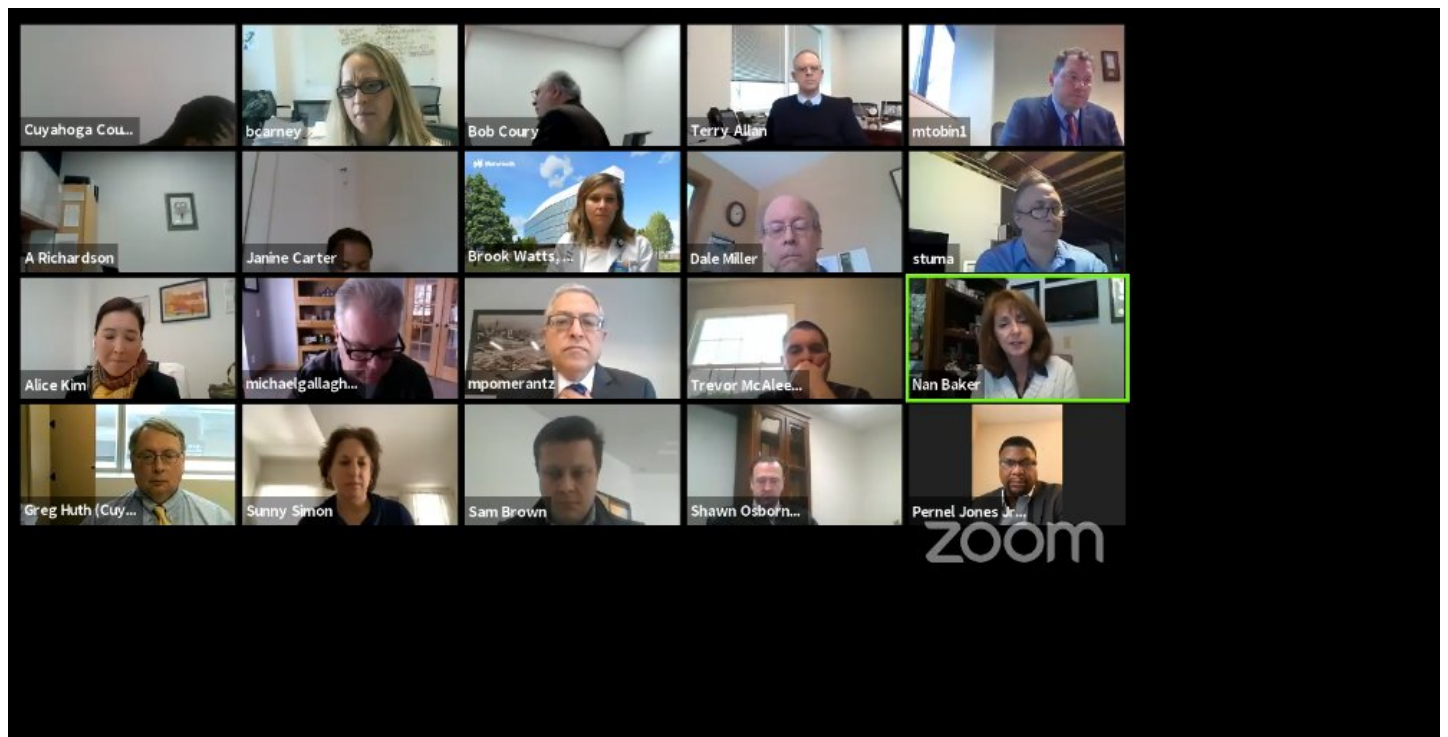 Cuyahoga Cou...
bcarney
Bob Coury
Terry Allan
mtobin1
A Richardson
Janine Carter
MetroHealth
Brook Watts, ...
Dale Miller
stuma
Alice Kim
michaelgallagh...
mpomerantz
Trevor McAlee...
Nan Baker
Greg Huth (Cuy...
Sunny Simon
Sam Brown
Shawn Osborn...
Pernel Jones Jr...
zoom